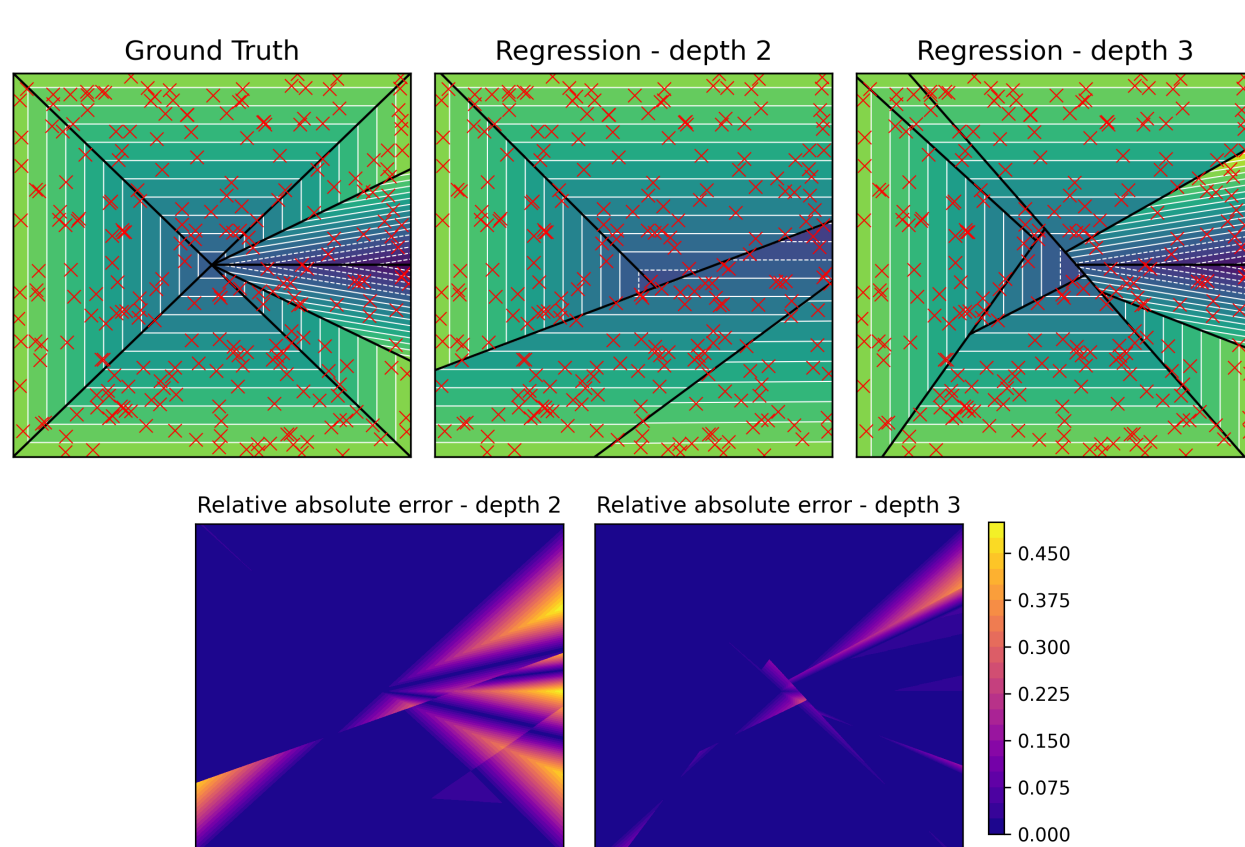 Ground Truth
Regression - depth 2
Regression - depth 3
Relative absolute error - depth 2
Relative absolute error - depth 3
0.450
0.375
0.300
0.225
0.150
0.075
0.000